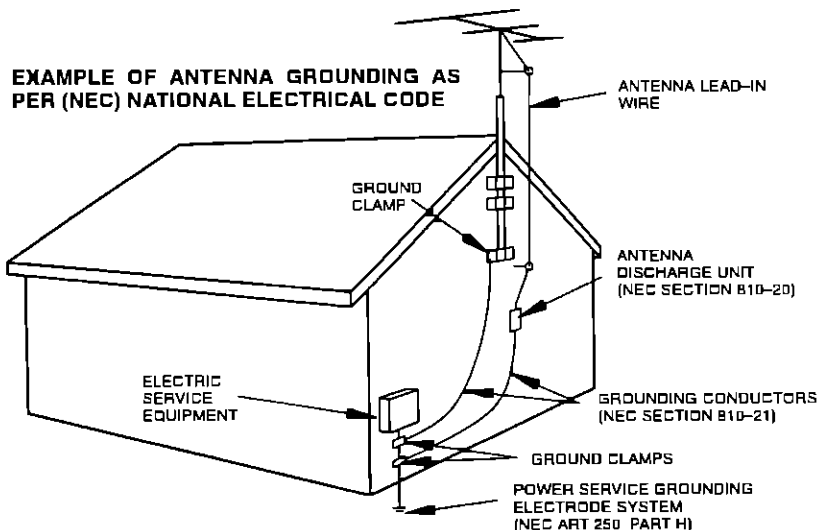 EXAMPLE OF ANTENNA GROUNDING AS
PER (NEC) NATIONAL ELECTRICAL CODE
ANTENNA LEAD-IN
WIRE
GROUND
CLAMP
ANTENNA
DISCHARGE UNIT
(NEC SECTION 810-20)
ELECTRIC
SERVICE
EQUIPMENT
GROUNDING CONDUCTORS
(NEC SECTION 810-21)
GROUND CLAMPS
POWER SERVICE GROUNDING
ELECTRODE SYSTEM
(NEC ART 250 PART H)